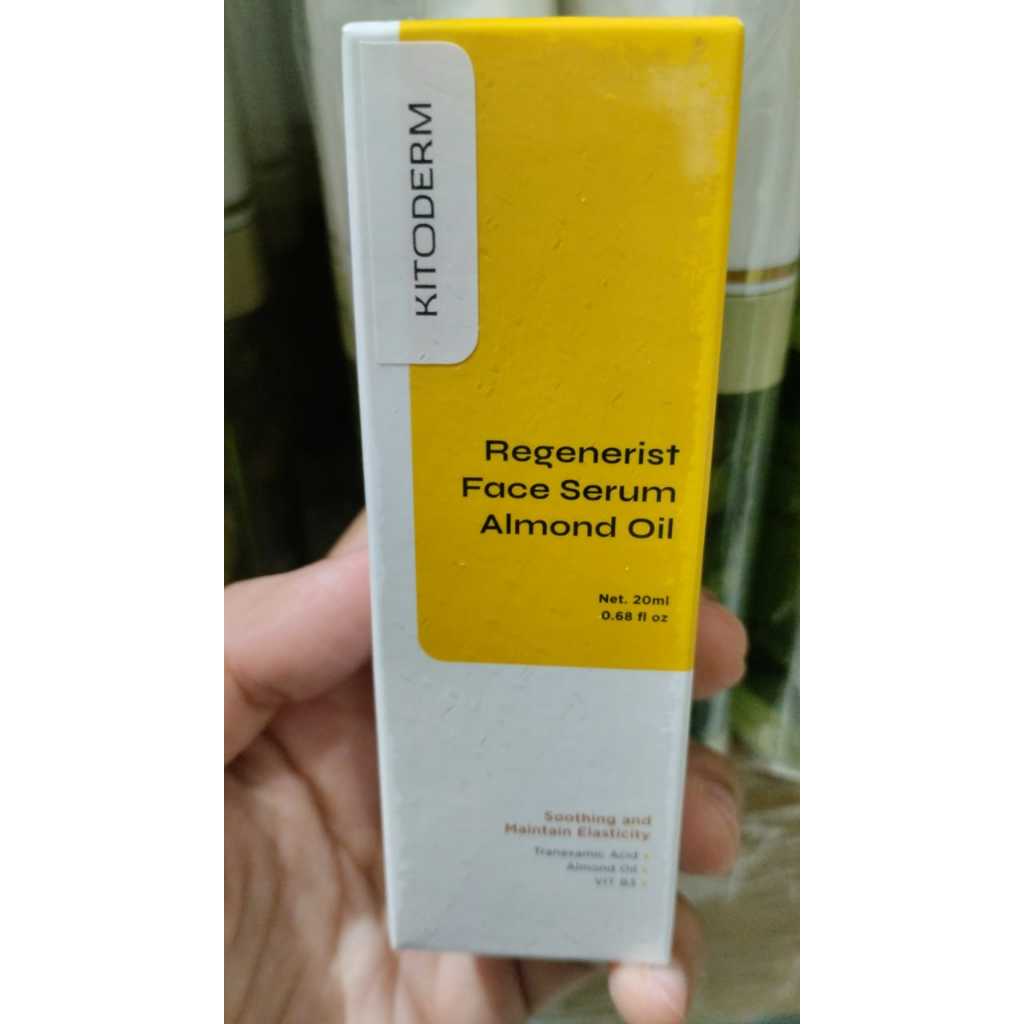 KITODERM
Regenerist
Face Serum
Almond Oil
Net. 20ml
0.68 fl oz
Soothing and
Maintain Elasticity
Tranexamic Acid
Almond Oil
VIT B3